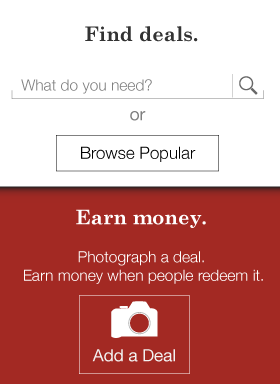 Find deals.
What do you need?
or
Browse Popular
Earn money.
Photograph a deal.
Earn money when people redeem it.
Add a Deal